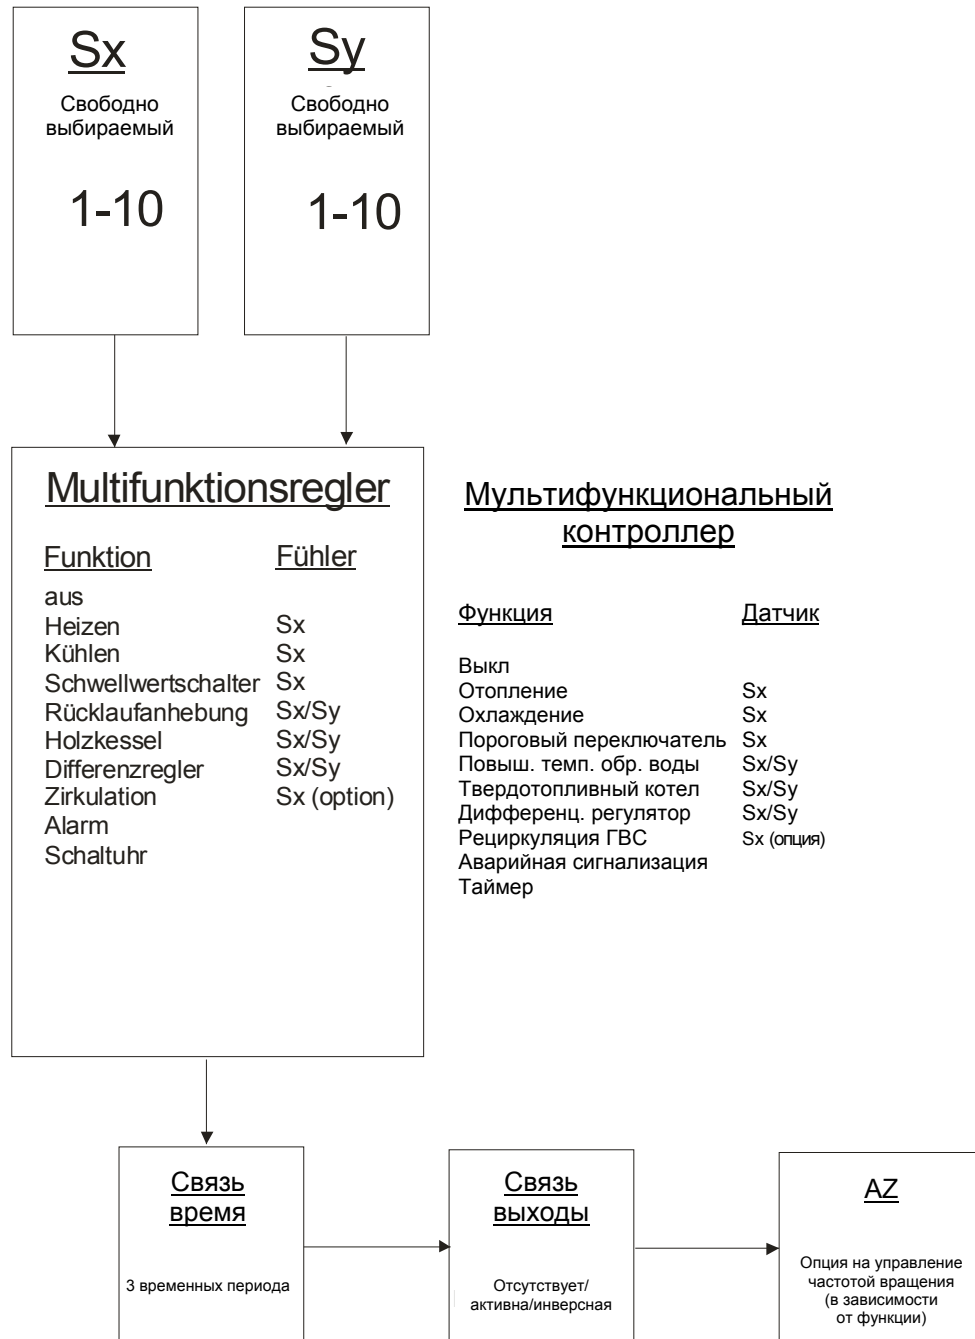 Sx
Свободно
выбираемый
1-10
Sy
Свободно
выбираемый
1-10
Multifunktionsregler
Funktion Fühler
aus
Heizen Sx
Kühlen Sx
Schwellwertschalter Sx
Rücklaufanhebung Sx/Sy
Holzkessel Sx/Sy
Differenzregler Sx/Sy
Zirkulation Sx (option)
Alarm
Schaltuhr
Мультифункциональный
контроллер
Функция Датчик
Выкл
Отопление Sx
Охлаждение Sx
Пороговый переключатель Sx
Повыш. темп. обр. воды Sx/Sy
Твердотопливный котел Sx/Sy
Дифференц. регулятор Sx/Sy
Рециркуляция ГВС Sx (опция)
Аварийная сигнализация
Таймер
Связь
время
3 временных периода
Связь
выходы
Отсутствует/
активна/инверсная
AZ
Опция на управление
частотой вращения
(в зависимости
от функции)